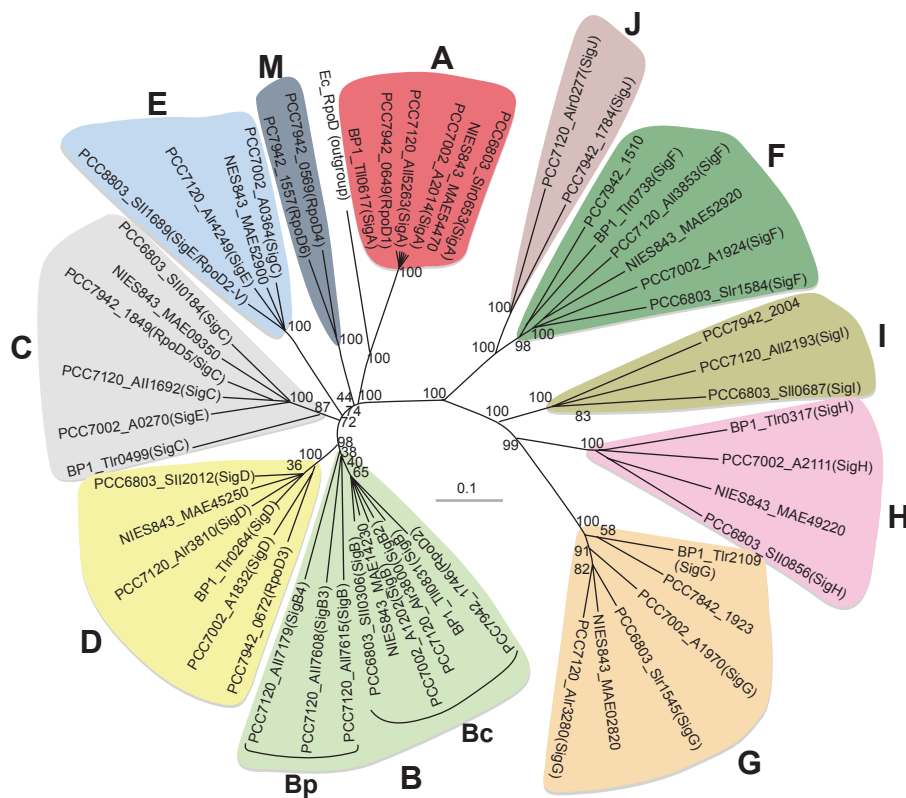 J
A
M
E
F
C
I
H
D
G
B
Bp
Bc
PCC7120_Alr0277(SigJ)
PCC7942_1784(SigJ)
PCC7942_1510
BP1_Tlr0738(SigF)
PCC7120_All3853(SigF)
NIES843_MAE52920
PCC7002_A1924(SigF)
PCC6803_Slr1584(SigF)
PCC7942_2004
PCC7120_All2193(SigI)
PCC6803_Sll0687(SigI)
BP1_Tlr0317(SigH)
PCC7002_A2111(SigH)
NIES843_MAE49220
PCC6803_Sll0856(SigH)
BP1_Tlr2109
(SigG)
PCC7842_1923
PCC7002_A1970(SigG)
PCC6803_Slr1545(SigG)
NIES843_MAE02820
PCC7120_Alr3280(SigG)
PCC7942_1746(RpoD2)
BP1_Tll0831(SigB)
PCC7120_Alr3800(SigB2)
PCC7002_A1202(SigB)
NIES843_MAE14230
PCC6803_Sll0306(SigB
PCC7120_All7615(SigB)
PCC7120_All7608(SigB3)
PCC7120_All7179(SigB4)
PCC7942_0672(RpoD3)
PCC7002_A1832(SigD)
BP1_Tlr0264(SigD)
PCC7120_Alr3810(SigD)
NIES843_MAE45250
PCC6803_Sll2012(SigD)
BP1_Tlr0499(SigC)
PCC7002_A0270(SigE)
PCC7120_All1692(SigC)
PCC7942_1849(RpoD5/SigC)
NIES843_MAE09350
PCC6803_Sll0184(SigC)
PCC8803_Sll1669(SigE/RpoD2-V)
PCC7120_Alr4249(SigE)
NIES843_MAE52900
PCC7002_A0364(SigC)
PC7942_1557(RpoD6)
PCC7942_0569(RpoD4)
Ec_RpoD (outgroup)
BP1_Tll0617(SigA)
PCC7942_0649(RpoD1)
PCC7120_All5263(SigA)
PCC7002_A2014(SigA)
NIES843_MAE54470
PCC6803_Slr0653(SigA)
100
100
100
98
100
100
100
100
100
100
100
44
74
72
87
100
83
99
100
98
38
40
65
100
36
100
58
91
82
0.1